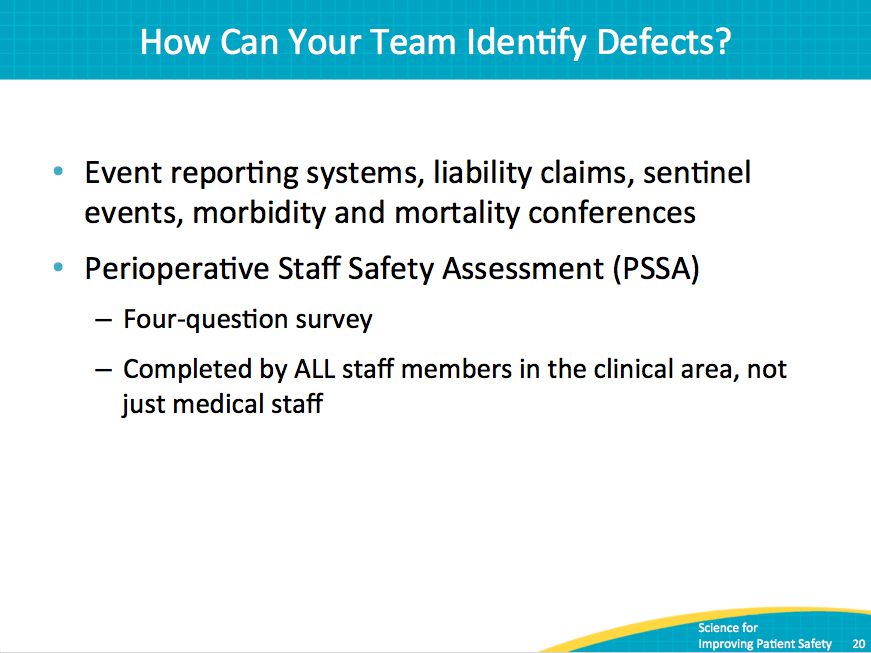 How Can Your Team Identify Defects?
• Event reporting systems, liability claims, sentinel
events, morbidity and mortality conferences
• Perioperative Staff Safety Assessment (PSSA)
– Four-question survey
– Completed by ALL staff members in the clinical area, not
just medical staff
Science for
Improving Patient Safety 20